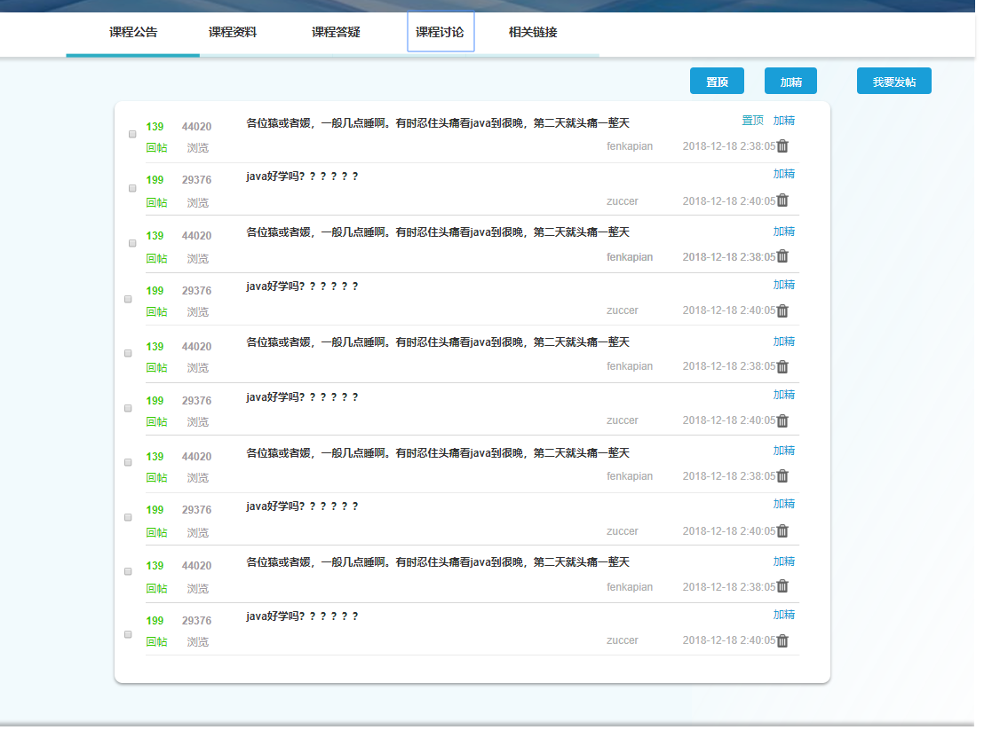 课程公告 课程资料 课程答疑 课程讨论 相关链接
置顶 加精 我要发帖
139 44020 各位猿或者媛，一般几点睡啊。有时忍住头痛看java到很晚，第二天就头痛一整天 置顶 加精
回帖 浏览 fenkapian 2018-12-18 2:38:05
199 29376 java好学吗？？？？？？ 加精
回帖 浏览 zuccer 2018-12-18 2:40:05
139 44020 各位猿或者媛，一般几点睡啊。有时忍住头痛看java到很晚，第二天就头痛一整天 加精
回帖 浏览 fenkapian 2018-12-18 2:38:05
199 29376 java好学吗？？？？？？ 加精
回帖 浏览 zuccer 2018-12-18 2:40:05
139 44020 各位猿或者媛，一般几点睡啊。有时忍住头痛看java到很晚，第二天就头痛一整天 加精
回帖 浏览 fenkapian 2018-12-18 2:38:05
199 29376 java好学吗？？？？？？ 加精
回帖 浏览 zuccer 2018-12-18 2:40:05
139 44020 各位猿或者媛，一般几点睡啊。有时忍住头痛看java到很晚，第二天就头痛一整天 加精
回帖 浏览 fenkapian 2018-12-18 2:38:05
199 29376 java好学吗？？？？？？ 加精
回帖 浏览 zuccer 2018-12-18 2:40:05
139 44020 各位猿或者媛，一般几点睡啊。有时忍住头痛看java到很晚，第二天就头痛一整天 加精
回帖 浏览 fenkapian 2018-12-18 2:38:05
199 29376 java好学吗？？？？？？ 加精
回帖 浏览 zuccer 2018-12-18 2:40:05